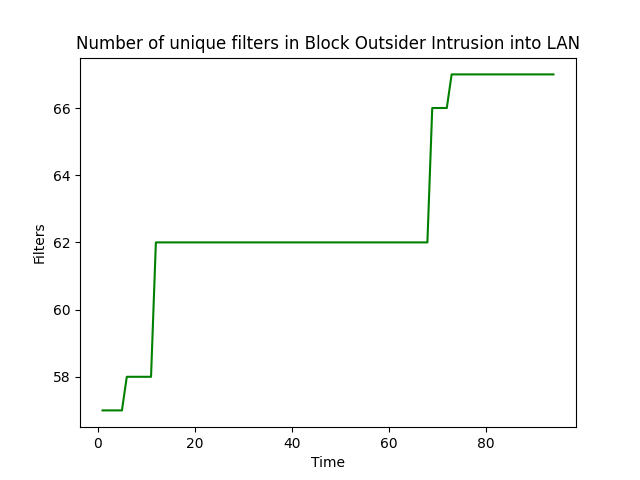 Number of unique filters in Block Outsider Intrusion into LAN
66
64
62
60
58
Filters
0 20 40 60 80
Time